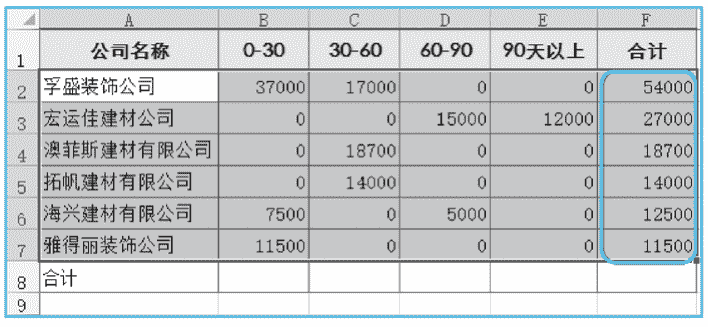 A B C D E F
1 公司名称 0-30 30-60 60-90 90天以上 合计
2 孚盛装饰公司 37000 17000 0 0 54000
3 宏运佳建材公司 0 0 15000 12000 27000
4 澳菲斯建材有限公司 0 18700 0 0 18700
5 拓帆建材有限公司 0 14000 0 0 14000
6 海兴建材有限公司 7500 0 5000 0 12500
7 雅得丽装饰公司 11500 0 0 0 11500
8 合计
9